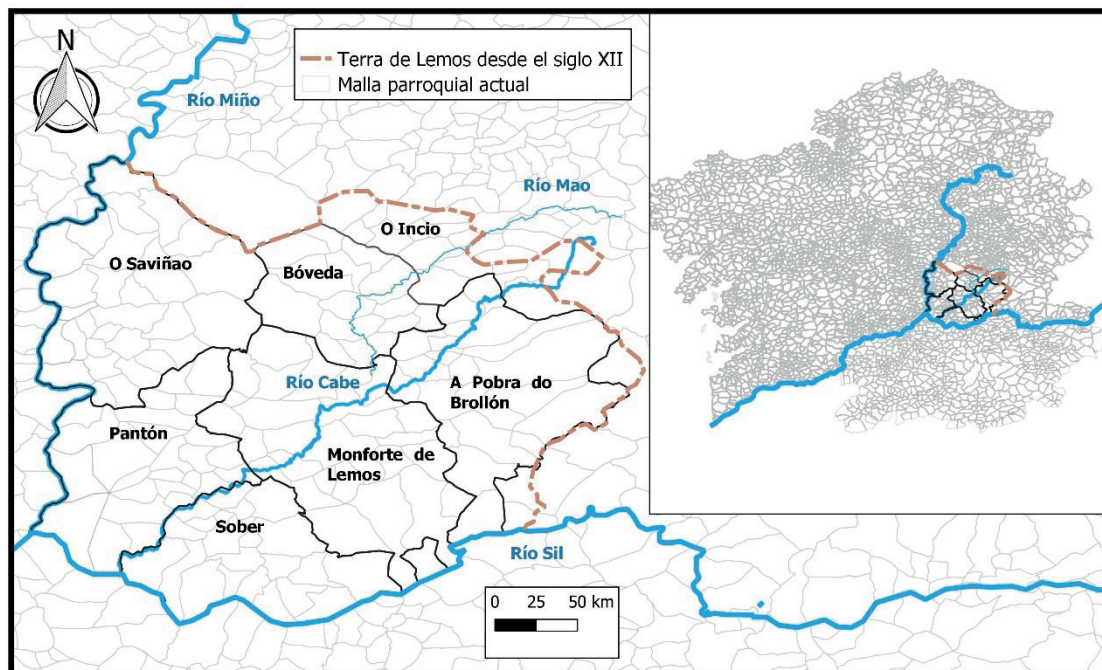 N
Terra de Lemos desde el siglo XII
Malla parroquial actual
Río Miño
Río Mao
O Incio
O Saviñao
Bóveda
Río Cabe
A Pobra do
Brollón
Pantón
Monforte de
Lemos
Sober
Río Sil
0 25 50 km